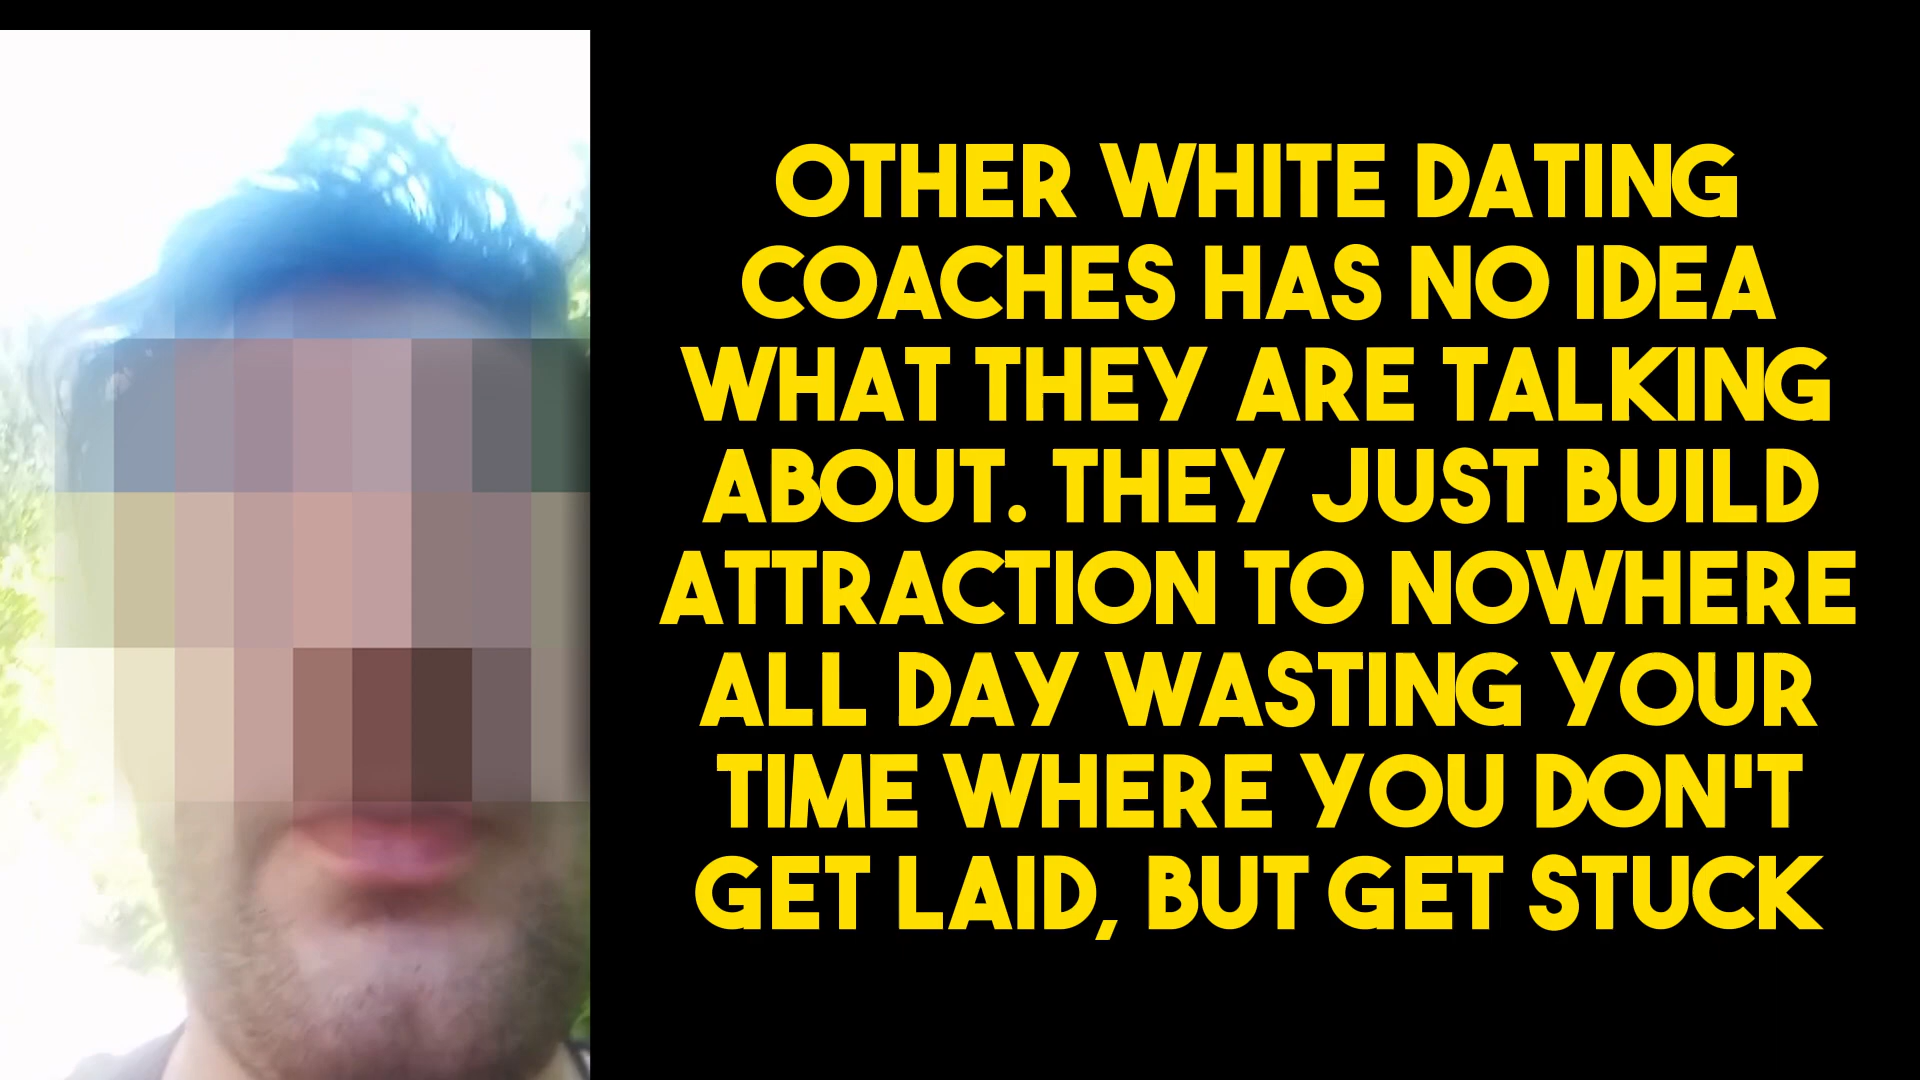 OTHER WHITE DATING
COACHES HAS NO IDEA
WHAT THEY ARE TALKING
ABOUT. THEY JUST BUILD
ATTRACTION TO NOWHERE
ALL DAY WASTING YOUR
TIME WHERE YOU DON'T
GET LAID, BUT GET STUCK